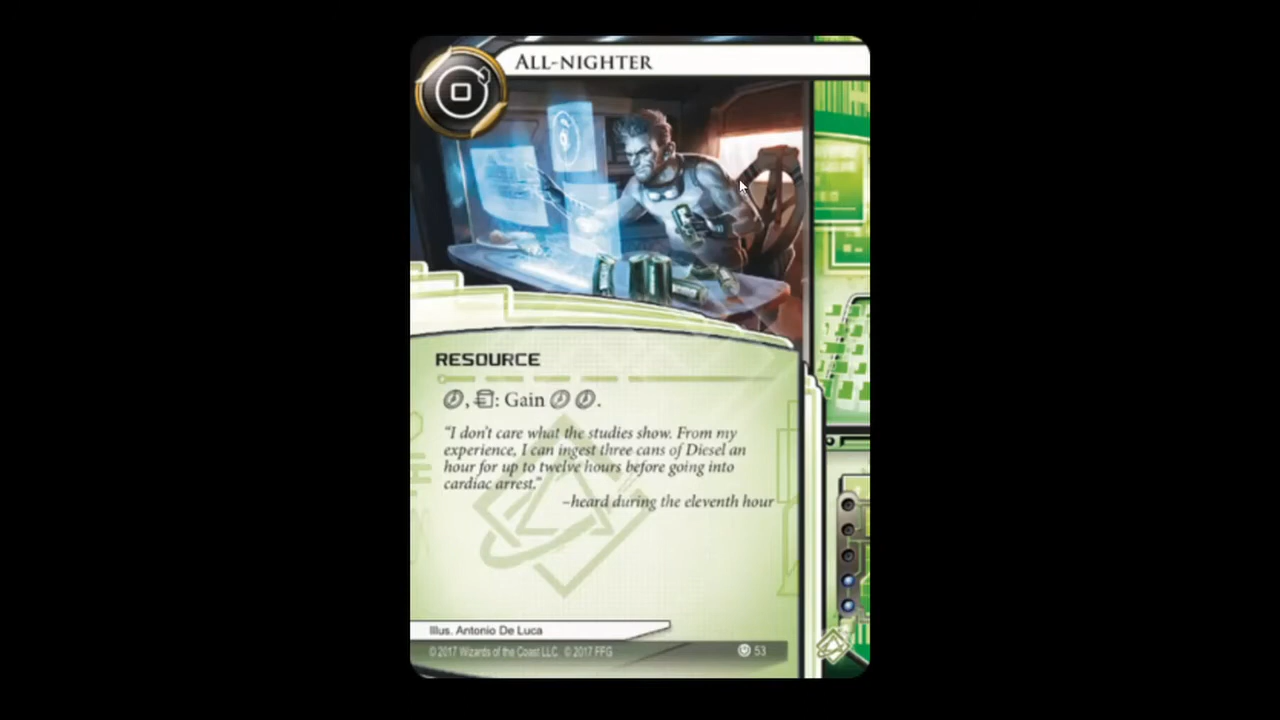 ALL-NIGHTER
RESOURCE
, : Gain .
“I don't care what the studies show. From my
experience, I can ingest three cans of Diesel an
hour for up to twelve hours before going into
cardiac arrest.”
–heard during the eleventh hour
Illus. Antonio De Luca
© 2017 Wizards of the Coast LLC © 2017 FFG
53